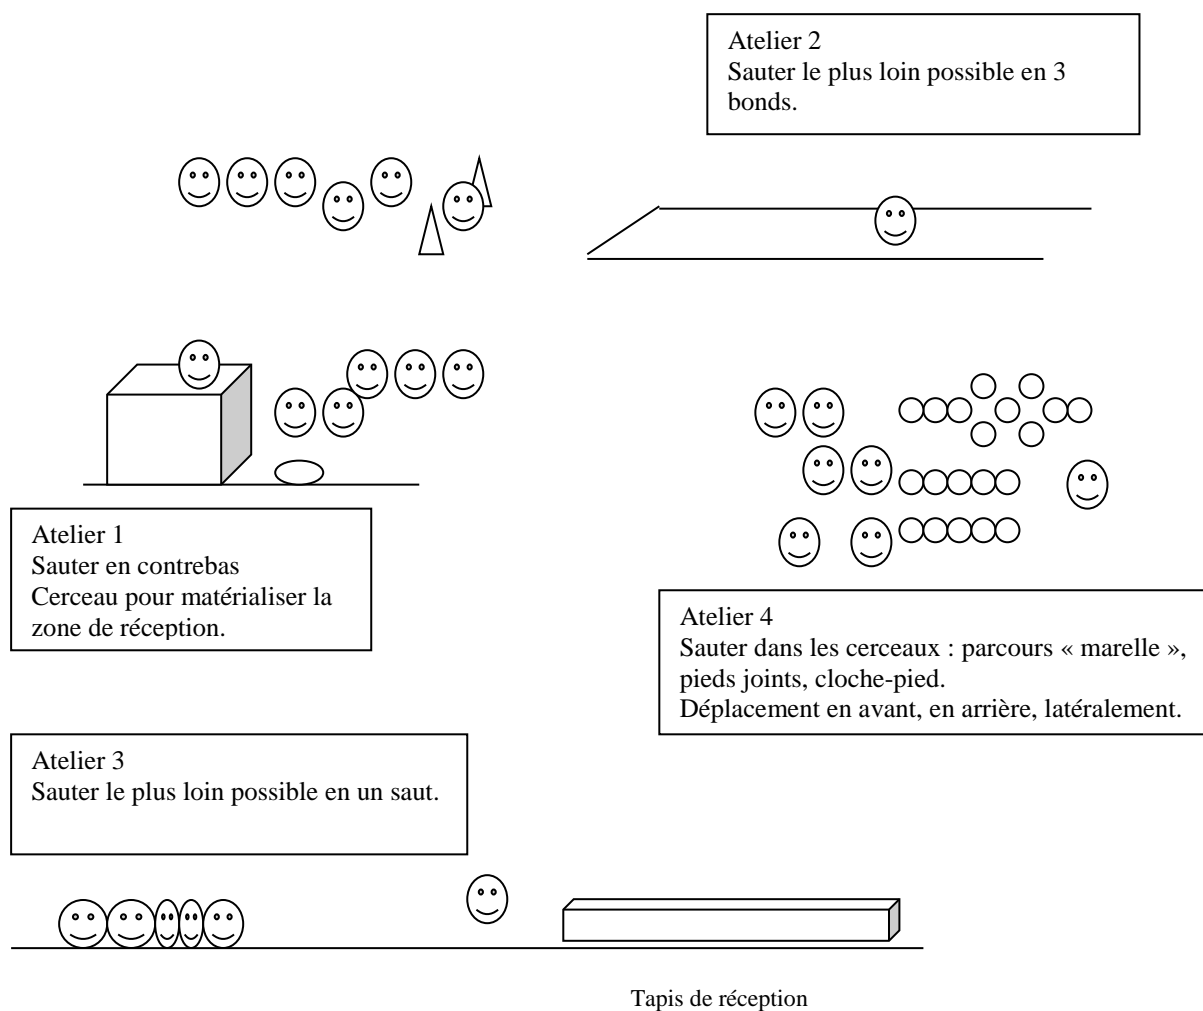 Atelier 2
Sauter le plus loin possible en 3
bonds.
Atelier 1
Sauter en contrebas
Cerceau pour matérialiser la
zone de réception.
Atelier 4
Sauter dans les cerceaux : parcours « marelle »,
pieds joints, cloche-pied.
Déplacement en avant, en arrière, latéralement.
Atelier 3
Sauter le plus loin possible en un saut.
Tapis de réception